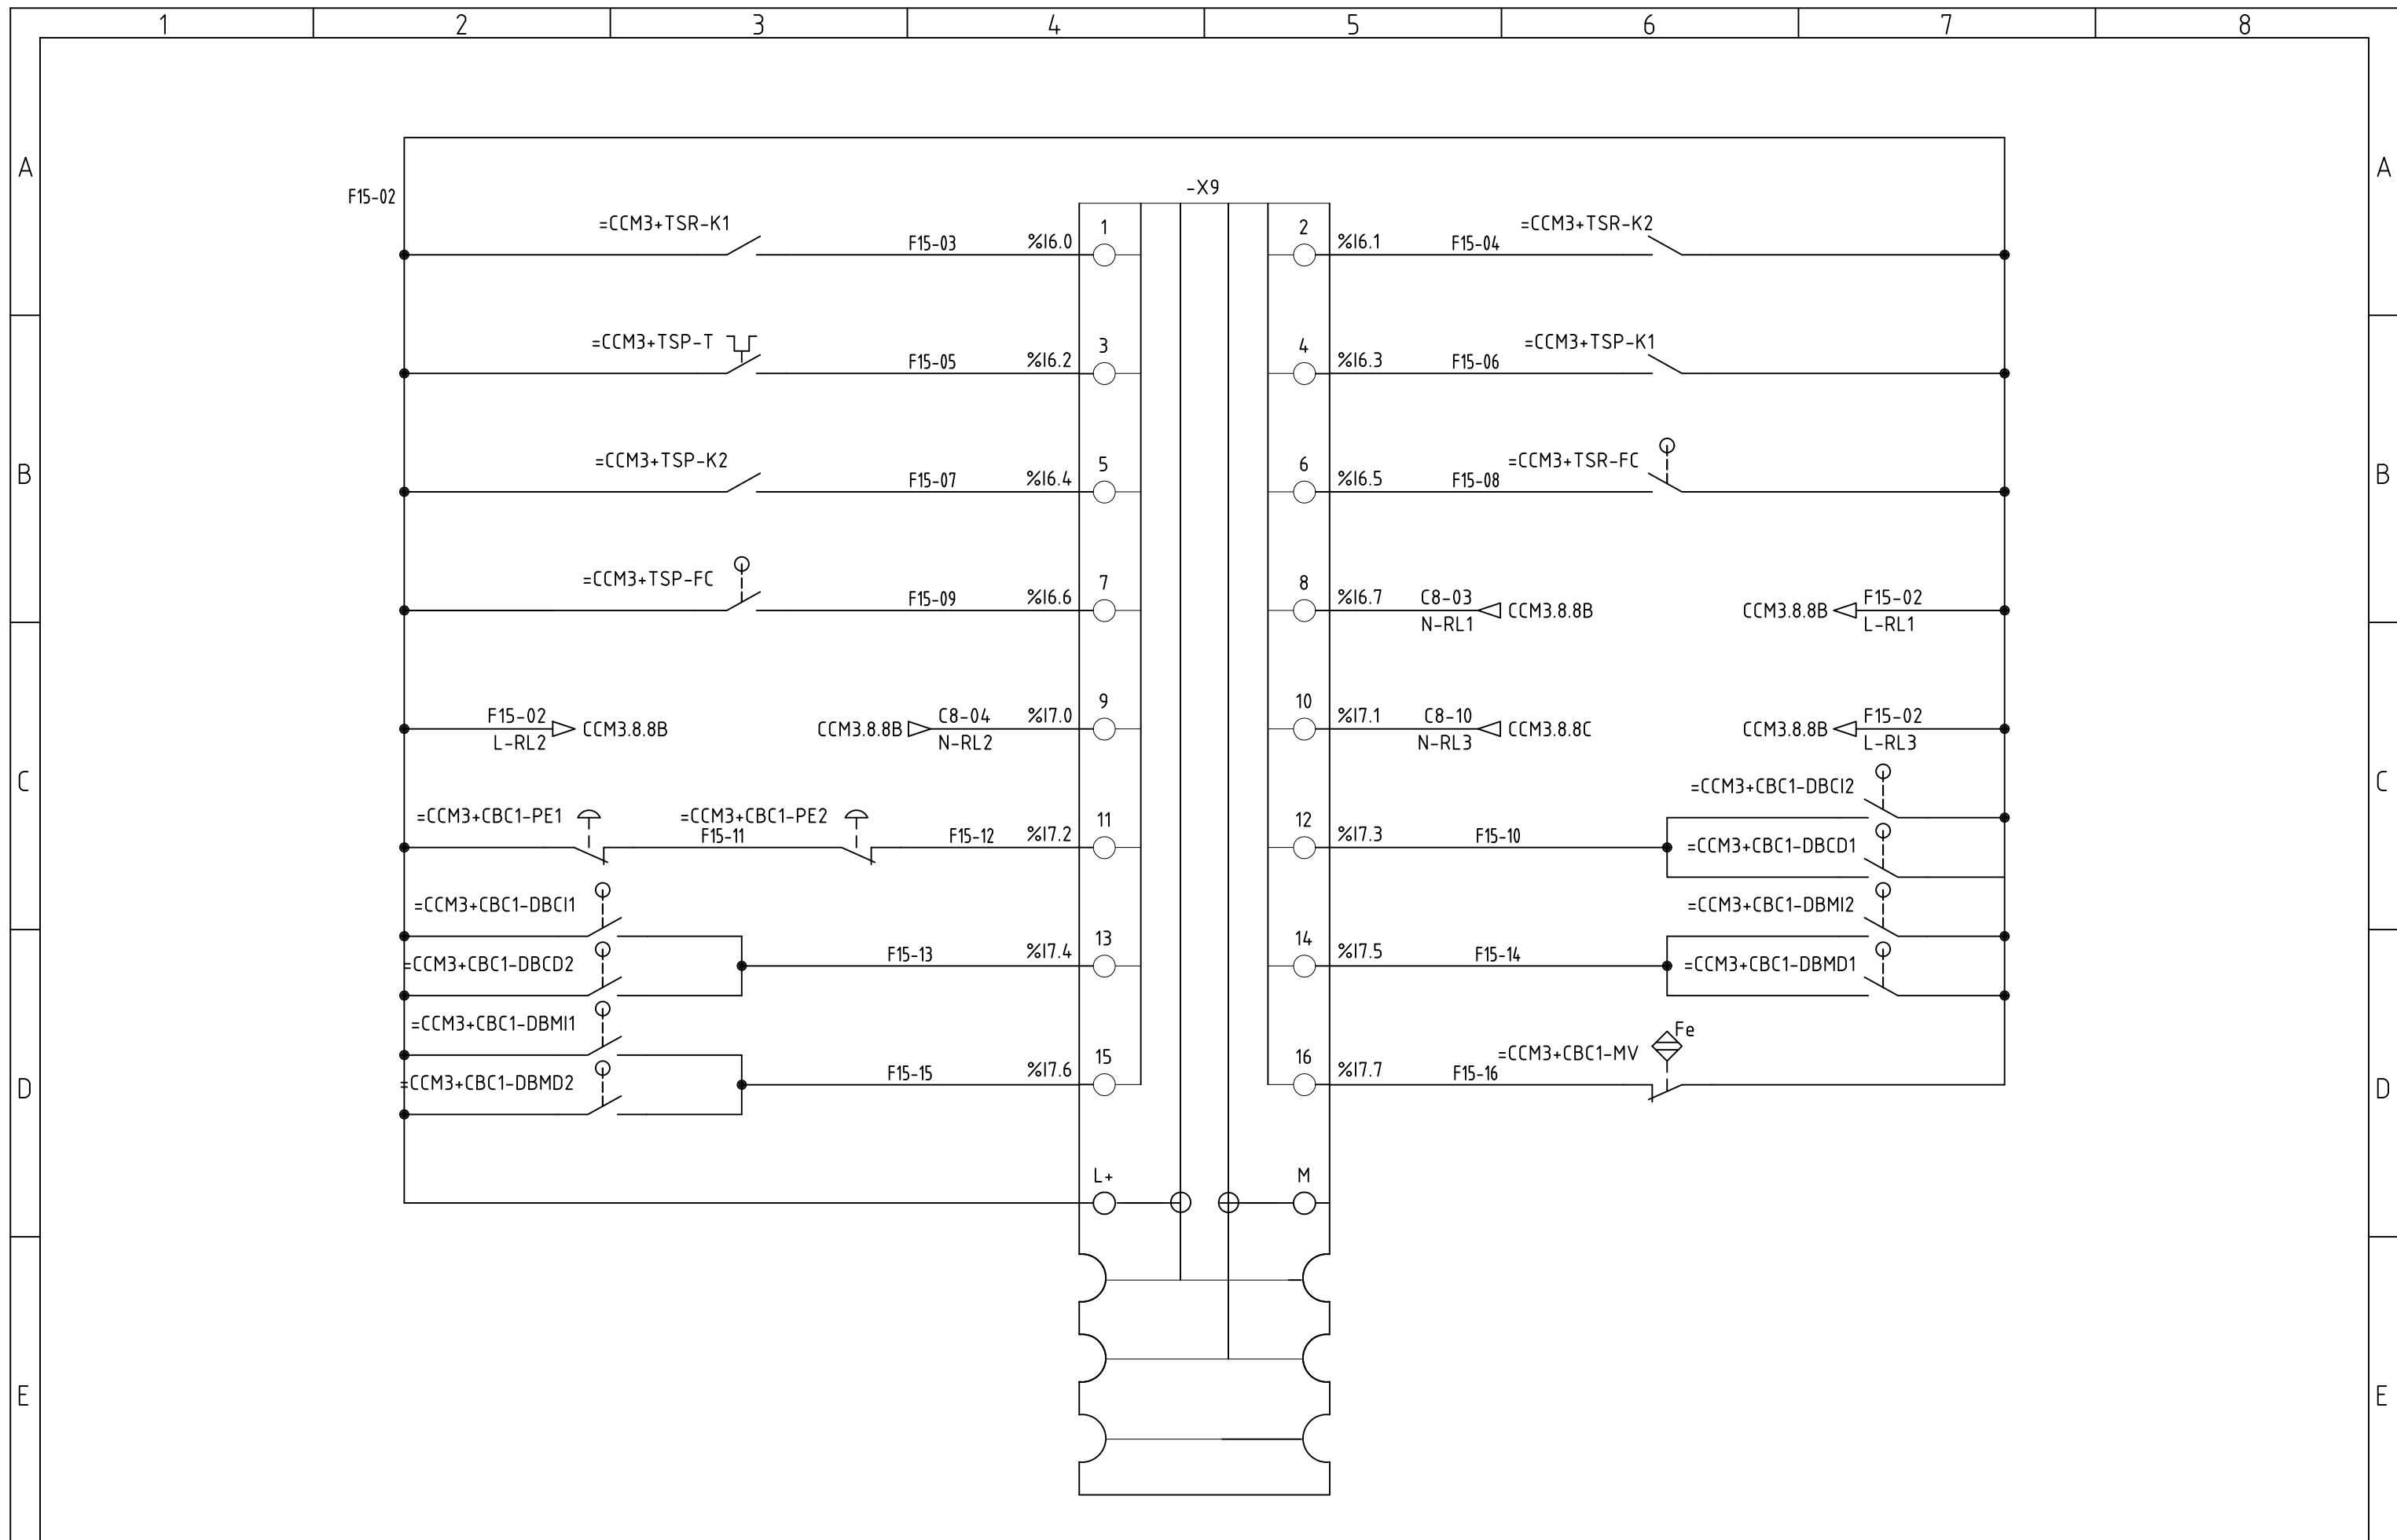 1 2 3 4 5 6 7 8
A A
-X9
F15-02
=CCM3+TSR-K1 F15-03 %I6.0 1
2 %I6.1 F15-04 =CCM3+TSR-K2
=CCM3+TSP-T F15-05 %I6.2 3
4 %I6.3 F15-06 =CCM3+TSP-K1
B B
=CCM3+TSP-K2 F15-07 %I6.4 5
6 %I6.5 F15-08 =CCM3+TSR-FC
=CCM3+TSP-FC F15-09 %I6.6 7
8 %I6.7 C8-03 CCM3.8.8B CCM3.8.8B F15-02
N-RL1 L-RL1
F15-02 CCM3.8.8B CCM3.8.8B C8-04 %I7.0 9
L-RL2 N-RL2
10 %I7.1 C8-10 CCM3.8.8C CCM3.8.8B F15-02
N-RL3 L-RL3
C C
=CCM3+CBC1-PE1 F15-11 =CCM3+CBC1-PE2 F15-12 %I7.2 11
12 %I7.3 F15-10 =CCM3+CBC1-DBCI2
=CCM3+CBC1-DBCD1
=CCM3+CBC1-DBCI1
=CCM3+CBC1-DBCD2 F15-13 %I7.4 13
14 %I7.5 F15-14 =CCM3+CBC1-DBMI2
=CCM3+CBC1-DBMD1
=CCM3+CBC1-DBMI1
=CCM3+CBC1-DBMD2 F15-15 %I7.6 15
16 %I7.7 F15-16 =CCM3+CBC1-MV Fe
D D
L+ M
E E